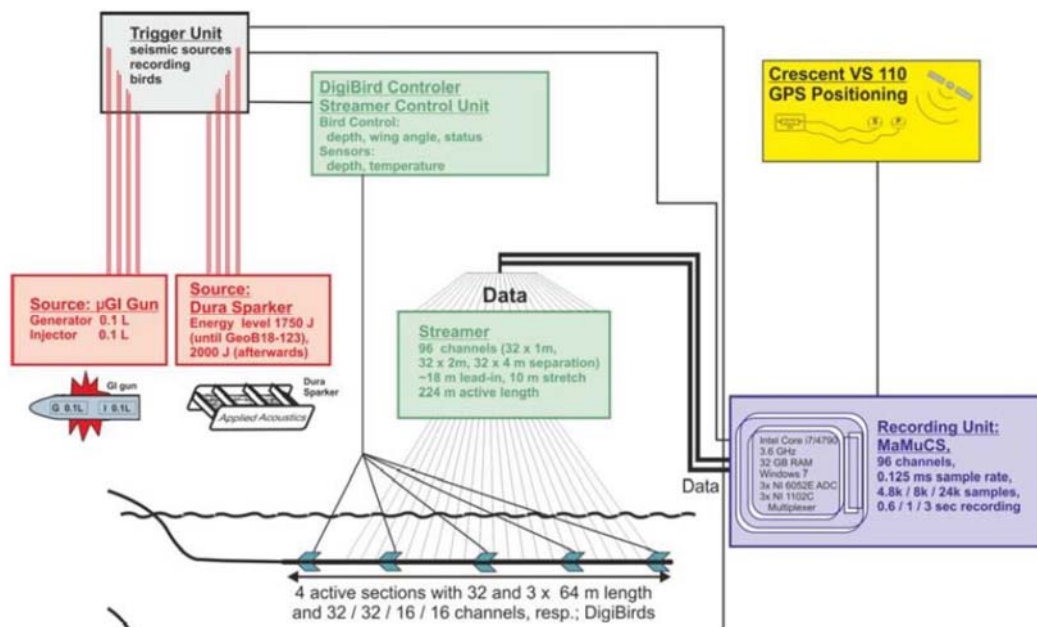 Trigger Unit
seismic sources
recording
birds
DigiBird Controler
Streamer Control Unit
Bird Control:
depth, wing angle, status
Sensors:
depth, temperature
Crescent VS 110
GPS Positioning
Source: µGI Gun
Generator 0.1 L
Injector 0.1 L
Source:
Dura Sparker
Energy level 1750 J
(until GeoB18-123),
2000 J (afterwards)
Data
Streamer
96 channels (32 x 1m,
32 x 2m, 32 x 4 m separation)
~18 m lead-in, 10 m stretch
224 m active length
GI gun
G 0.1L I 0.1L
Dura
Sparker
Applied Acoustics
Intel Core i7/4790
3.6 GHz
32 GB RAM
Windows 7
3x NI 6052E ADC
3x NI 1102C
Multiplexer
Recording Unit:
MaMuCS,
96 channels,
0.125 ms sample rate,
4.8k / 8k / 24k samples,
0.6 / 1 / 3 sec recording
Data
4 active sections with 32 and 3 x 64 m length
and 32 / 32 / 16 / 16 channels, resp.; DigiBirds